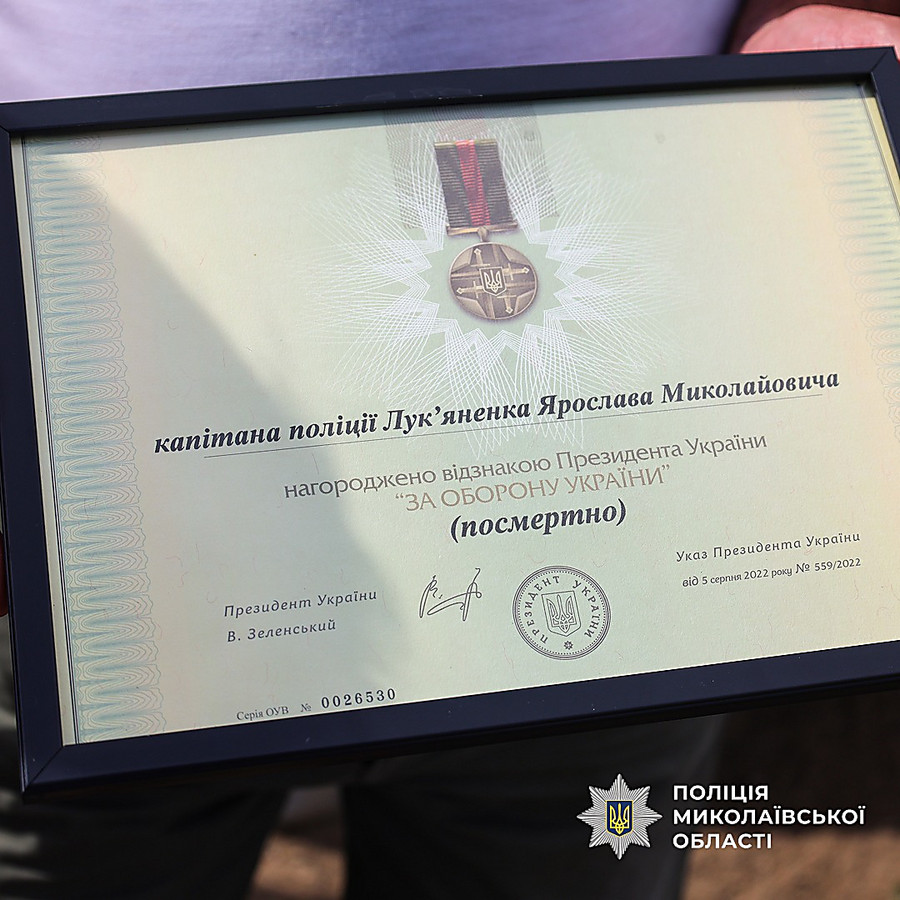 капітана поліції Лук’яненка Ярослава Миколайовича
нагороджено відзнакою Президента України
“ЗА ОБОРОНУ УКРАЇНИ”
(посмертно)
Президент України
В. Зеленський
ПРЕЗИДЕНТ УКРАЇНИ
Указ Президента України
від 5 серпня 2022 року № 559/2022
Серія ОУВ № 0026530
ПОЛІЦІЯ
МИКОЛАЇВСЬКОЇ
ОБЛАСТІ